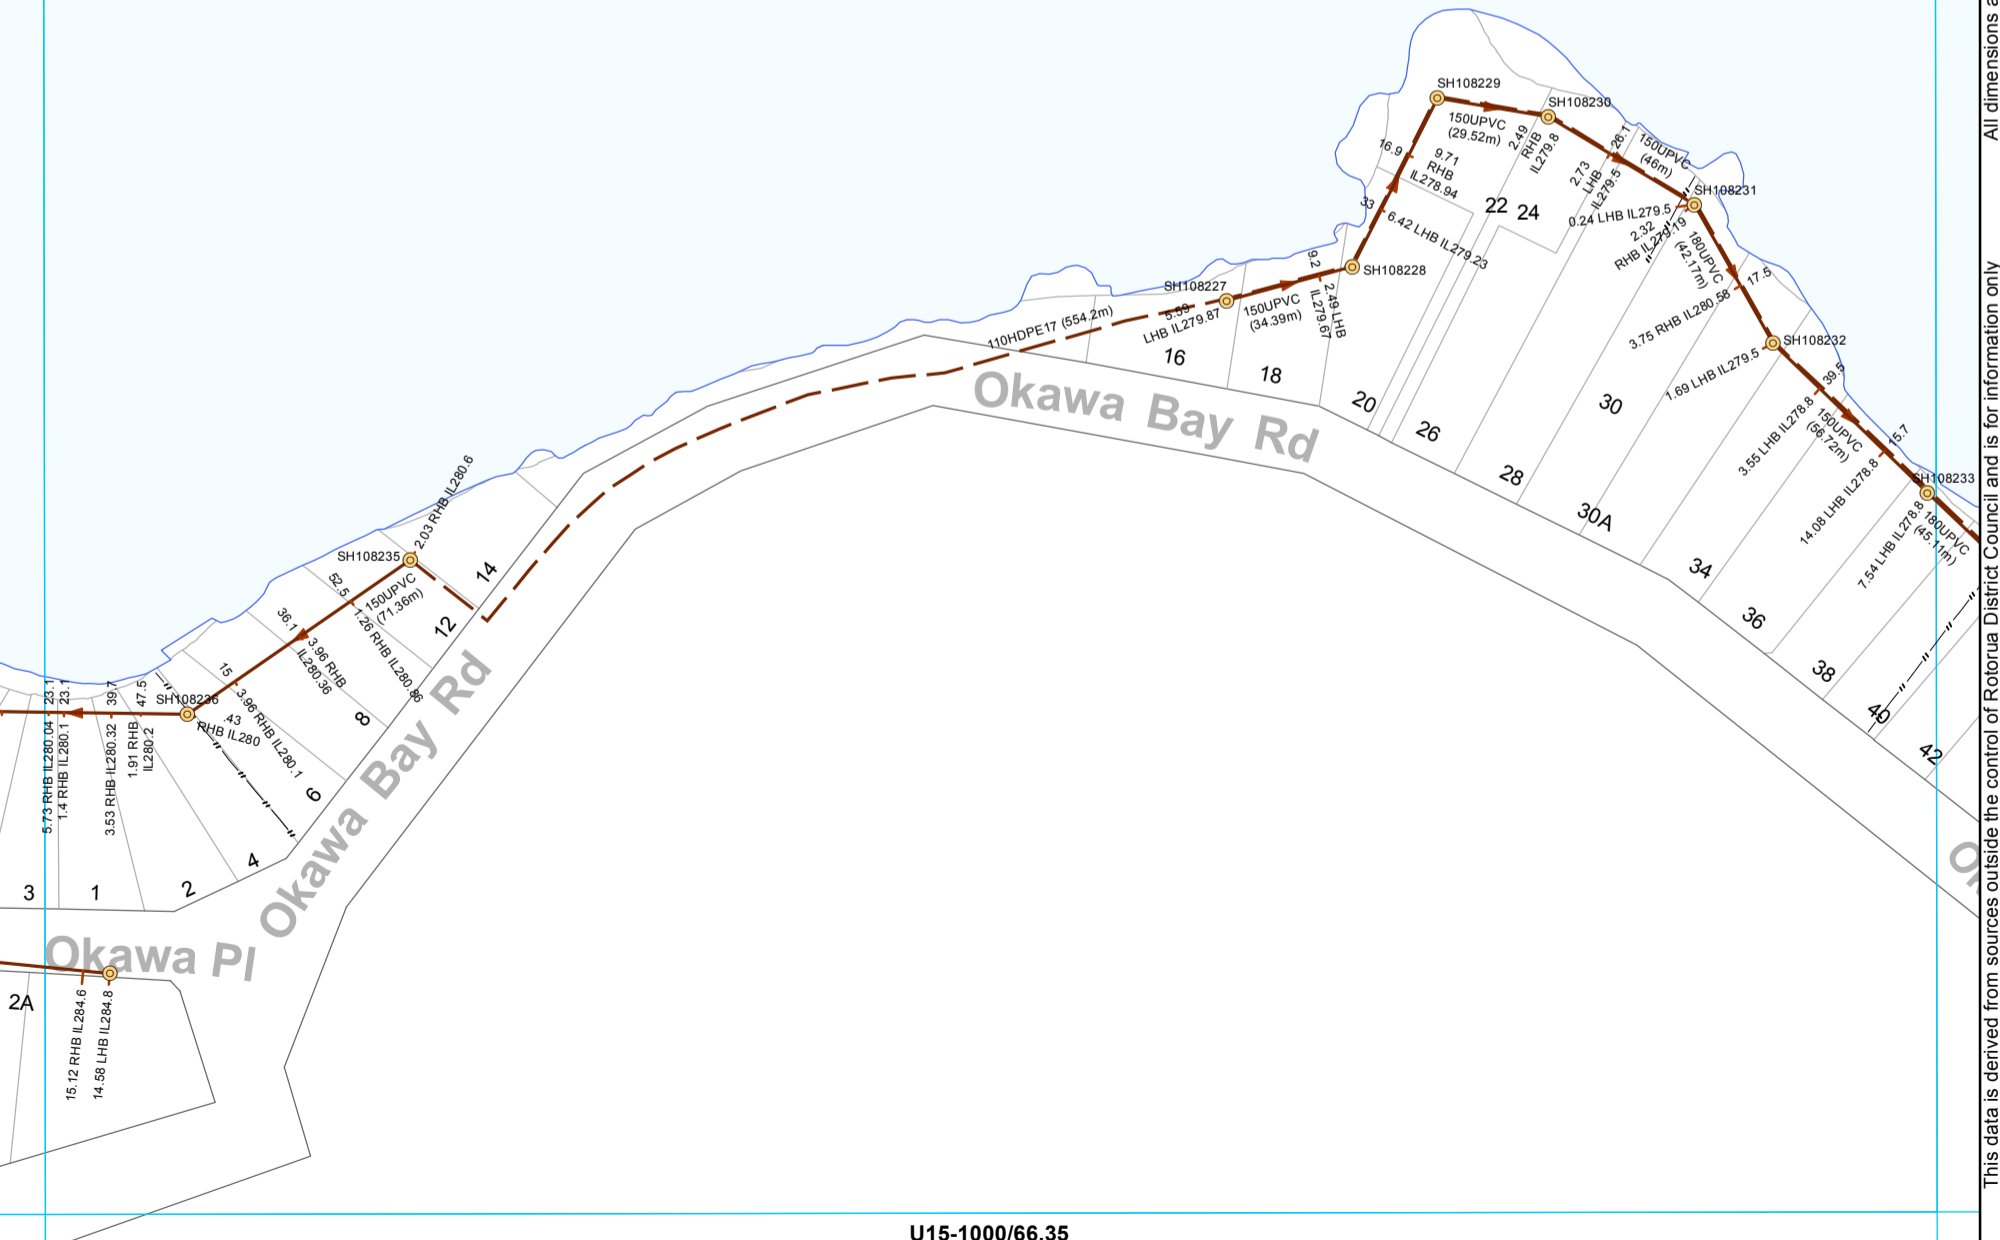 SH108229
SH108230
150UPVC
(29.52m)
2.49
RHB
IL279.8
26.1
150UPVC
(46m)
16.9
9.71
RHB
IL278.94
2.73
LHB
IL279.5
SH108231
33
6.42 LHB IL279.23
22
24
0.24 LHB IL279.5
2.32
RHB IL279.19
180UPVC
(42.17m)
17.5
SH108228
9.2
2.49 LHB
IL279.67
SH108227
5.59
LHB IL279.87
150UPVC
(34.39m)
110HDPE17 (554.2m)
3.75 RHB IL280.58
SH108232
1.69 LHB IL279.5
39.5
3.55 LHB IL278.8
150UPVC
(56.72m)
15.7
14.08 LHB IL278.8
SH108233
7.54 LHB IL278.8
180UPVC
(45.11m)
16
18
20
26
28
30
30A
34
36
38
40
42
Okawa Bay Rd
2.03 RHB IL280.6
SH108235
150UPVC
(71.36m)
52.5
1.26 RHB IL280.86
36.1
3.96 RHB
IL280.36
15
3.96 RHB IL280.1
SH108236
.43
RHB IL280
14
12
8
6
4
2
1
3
47.5
1.91 RHB
IL280.2
39.7
3.53 RHB IL280.32
23.1
1.4 RHB IL280.1
23.1
5.73 RHB IL280.04
Okawa Bay Rd
Okawa Pl
2A
15.12 RHB IL284.6
14.58 LHB IL284.8
U15-1000/66.35
This data is derived from sources outside the control of Rotorua District Council and is for information only
All dimensions a